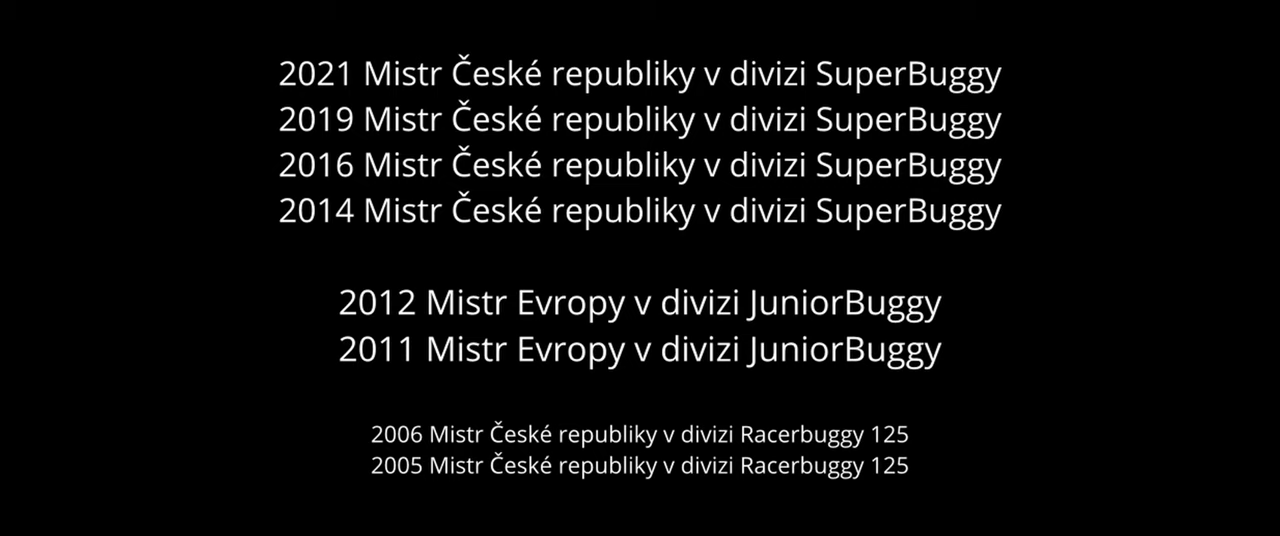 2021 Mistr České republiky v divizi SuperBuggy
2019 Mistr České republiky v divizi SuperBuggy
2016 Mistr České republiky v divizi SuperBuggy
2014 Mistr České republiky v divizi SuperBuggy
2012 Mistr Evropy v divizi JuniorBuggy
2011 Mistr Evropy v divizi JuniorBuggy
2006 Mistr České republiky v divizi Racerbuggy 125
2005 Mistr České republiky v divizi Racerbuggy 125